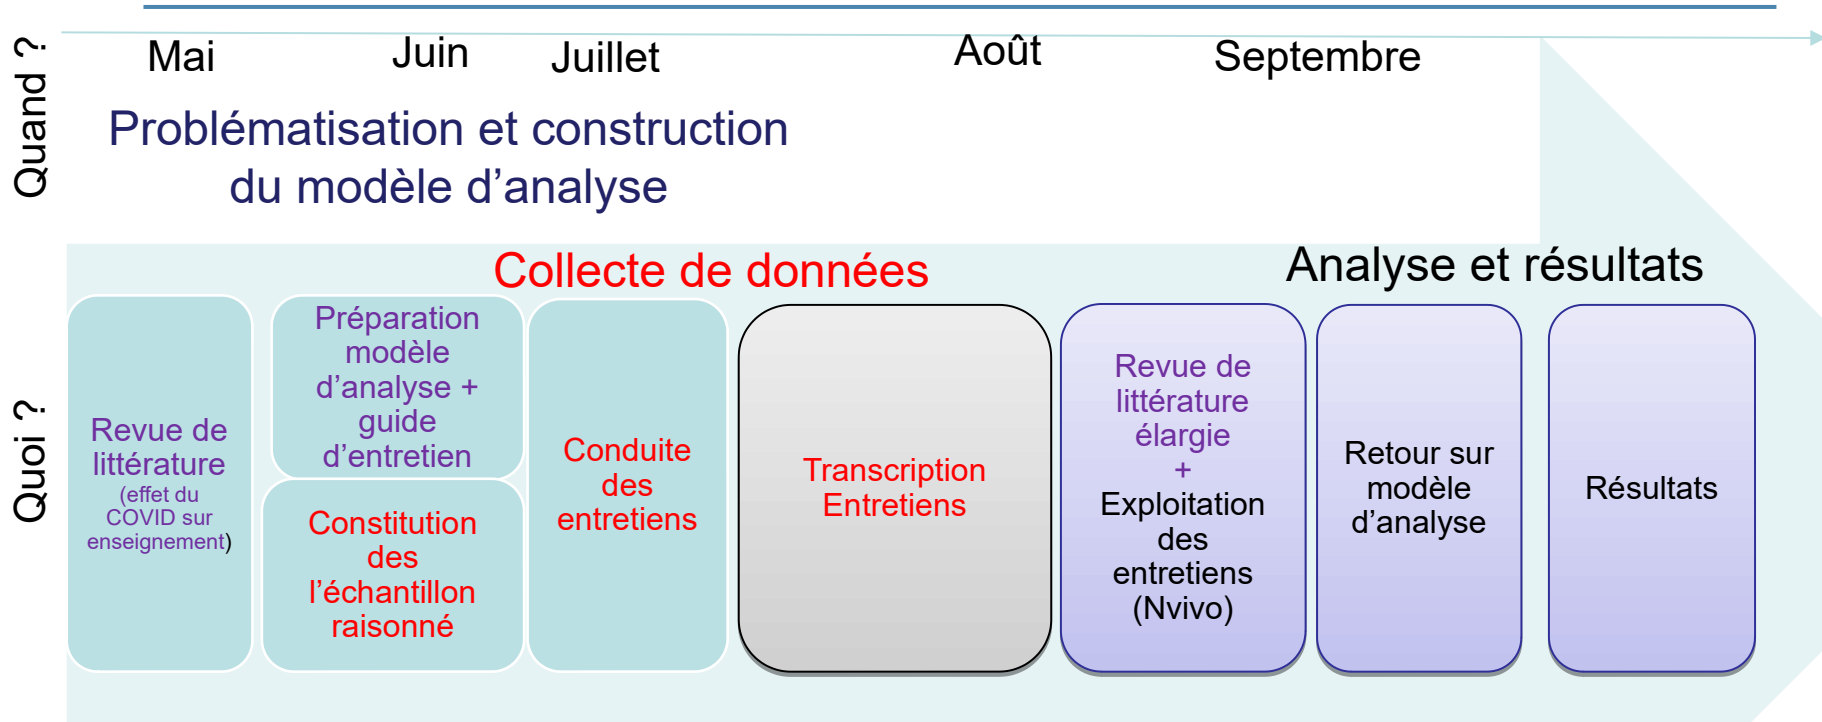 Quand ?
Mai
Juin
Juillet
Août
Septembre
Problématisation et construction
du modèle d’analyse
Quoi ?
Collecte de données
Analyse et résultats
Revue de
littérature
(effet du
COVID sur
enseignement)
Préparation
modèle
d’analyse +
guide
d’entretien
Constitution
des
l’échantillon
raisonné
Conduite
des
entretiens
Transcription
Entretiens
Revue de
littérature
élargie
+
Exploitation
des
entretiens
(Nvivo)
Retour sur
modèle
d’analyse
Résultats